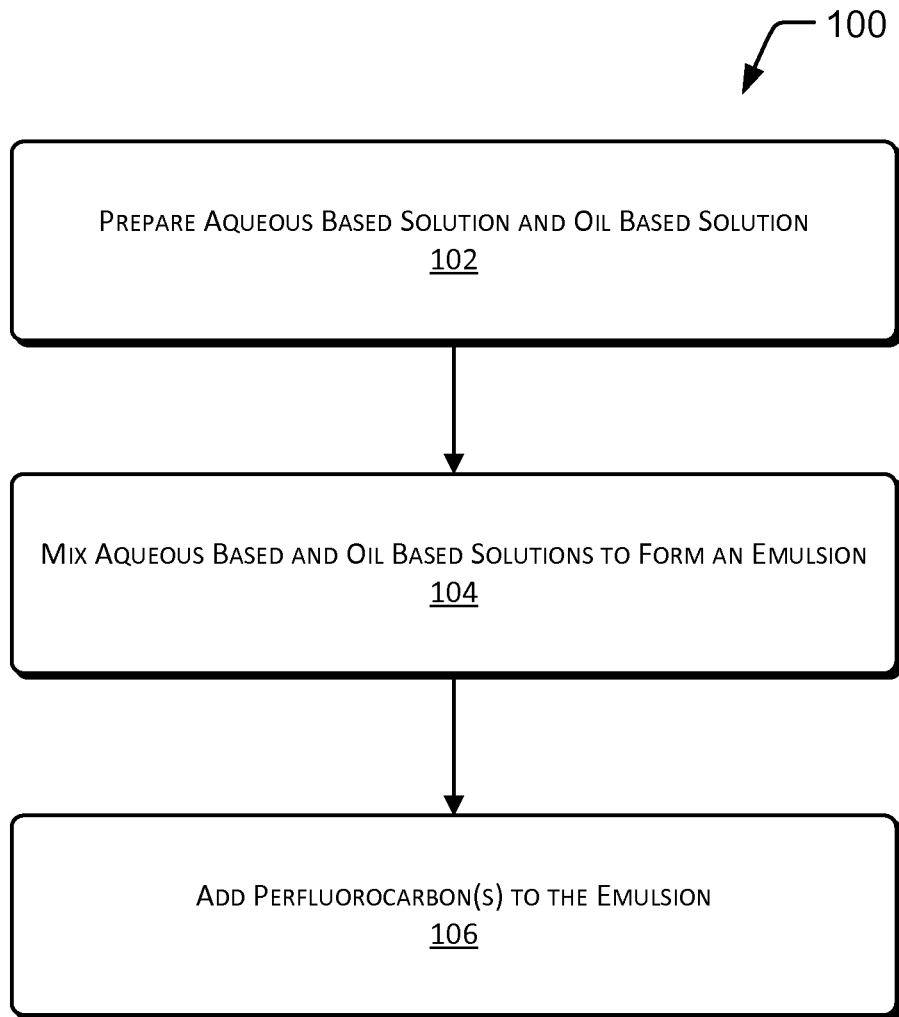 100
Prepare Aqueous Based Solution and Oil Based Solution
102
Mix Aqueous Based and Oil Based Solutions to Form an Emulsion
104
Add Perfluorocarbon(s) to the Emulsion
106